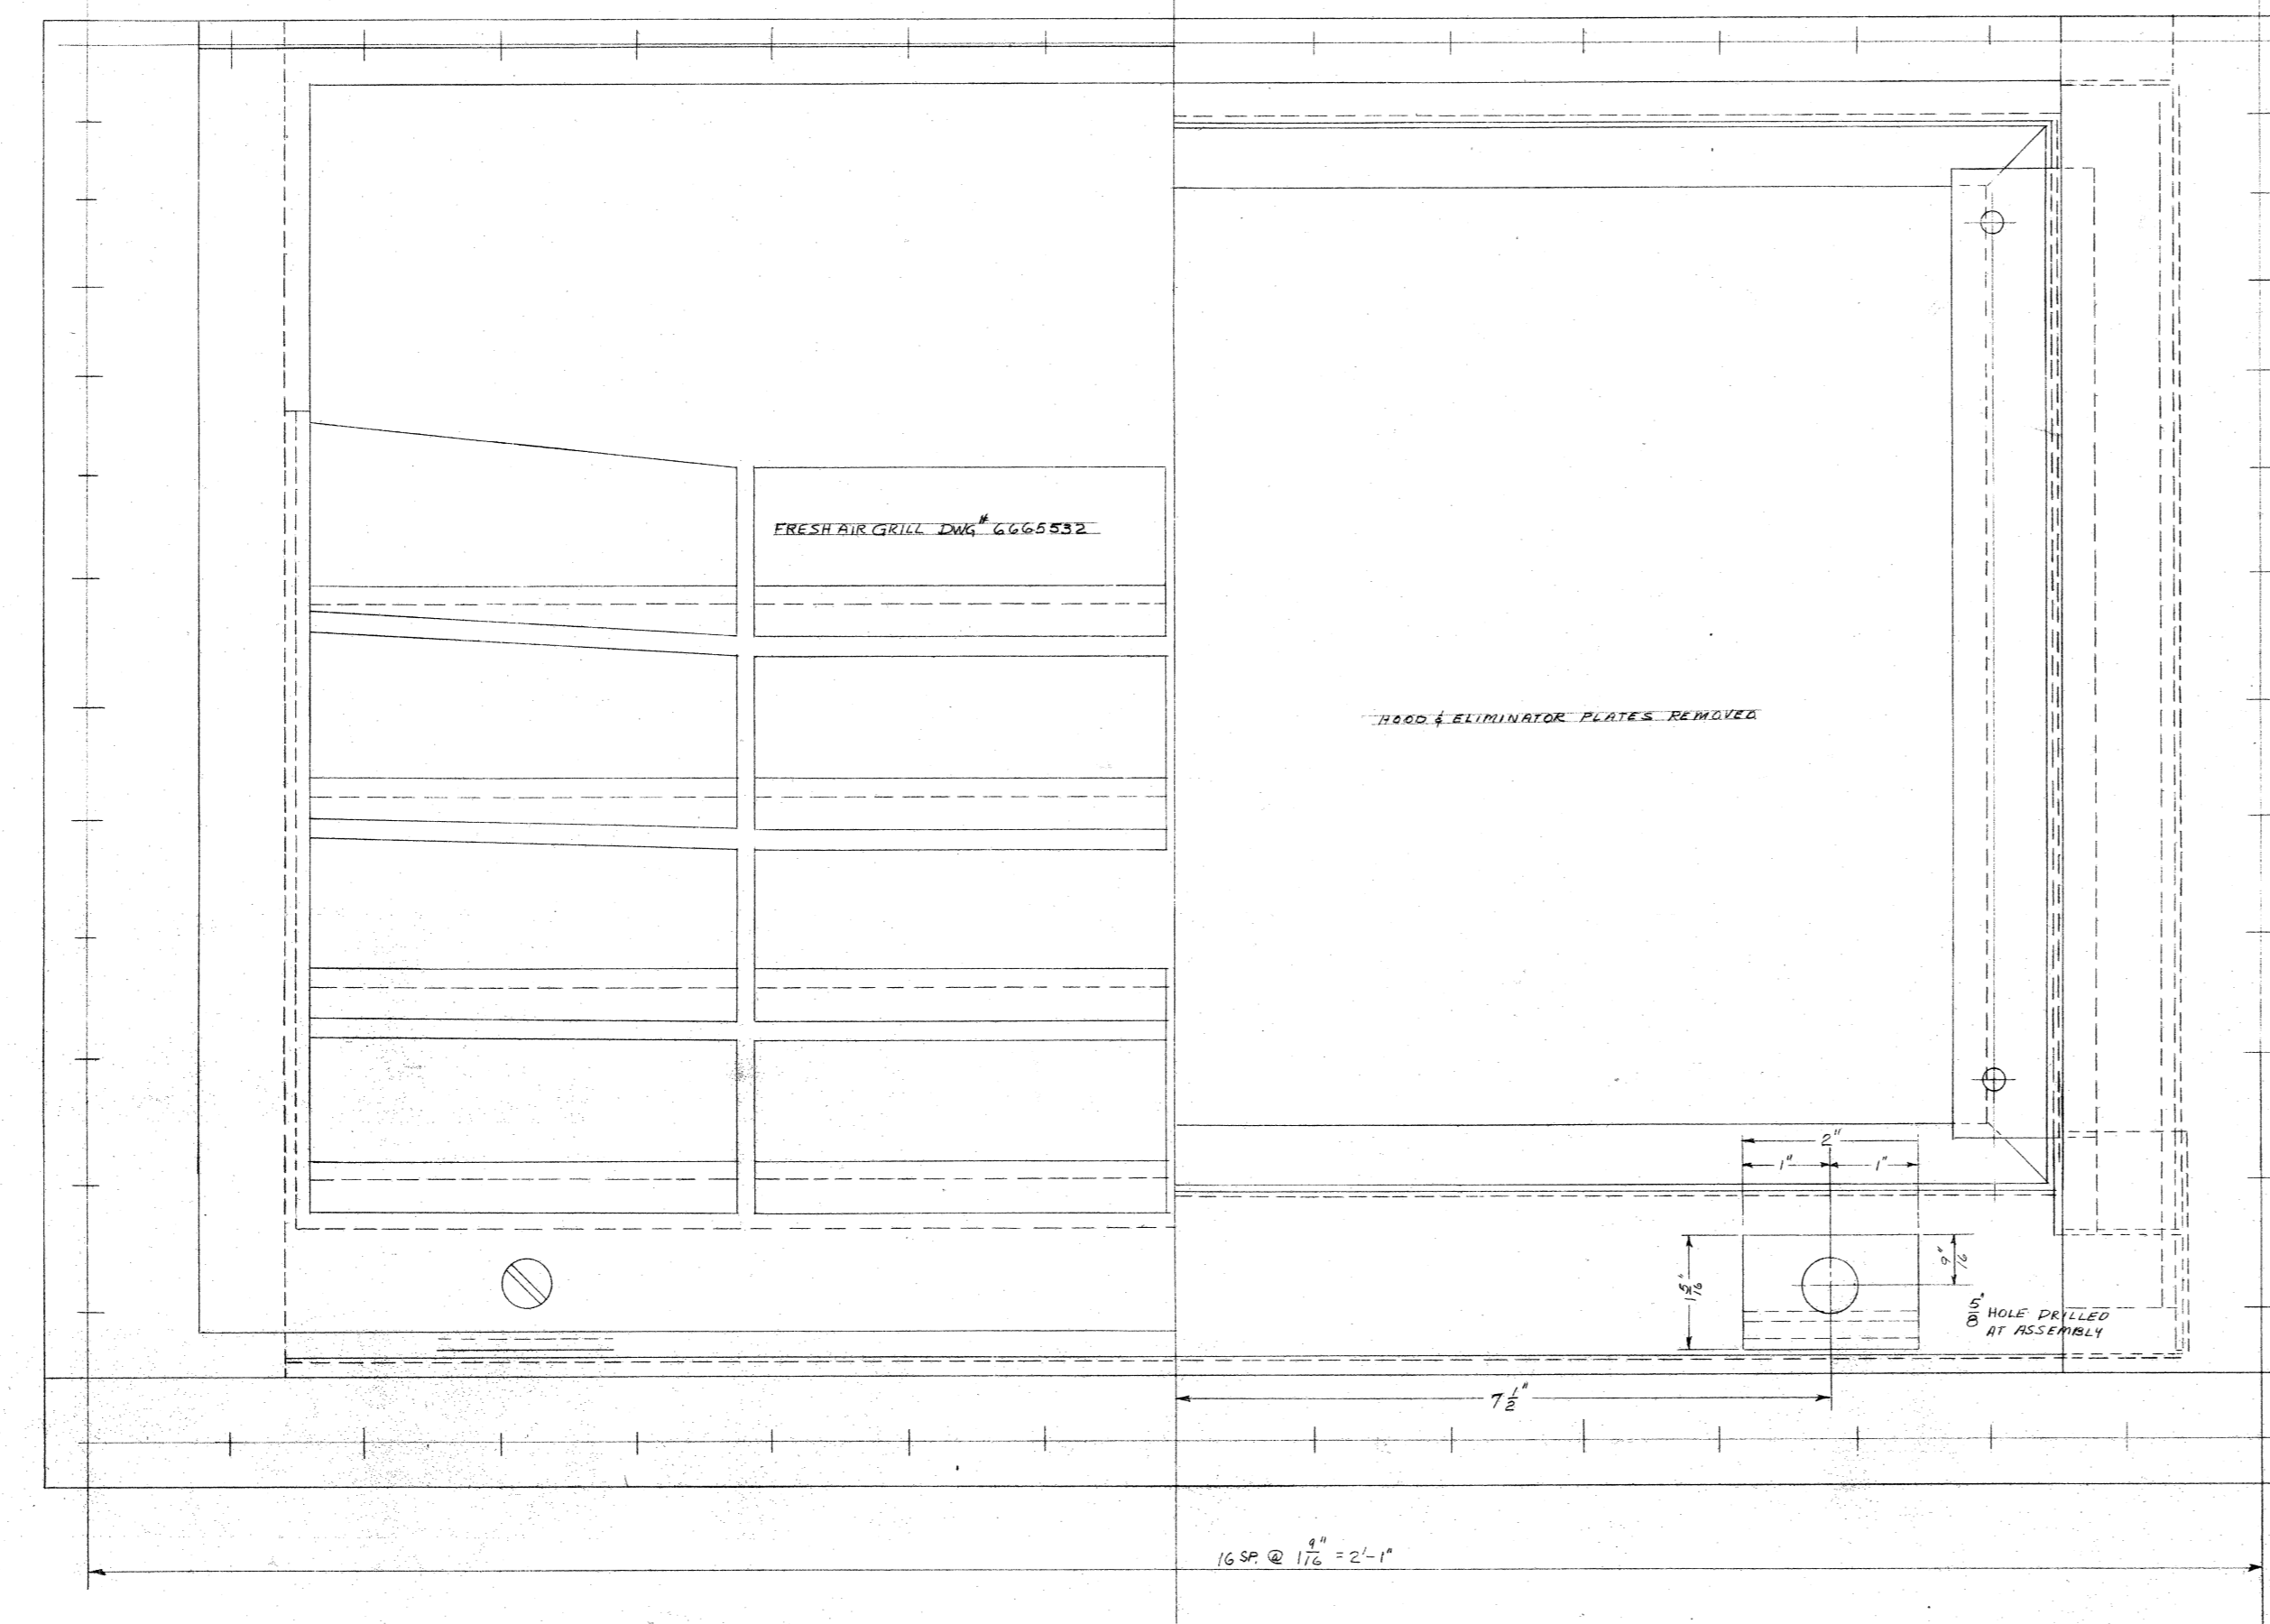 FRESH AIR GRILL DWG# 6665532
HOOD & ELIMINATOR PLATES REMOVED
2"
1" 1"
1 5/16"
9/16"
5/8" HOLE DRILLED
AT ASSEMBLY
7 1/2"
16 SP. @ 1 9/16" = 2'-1"